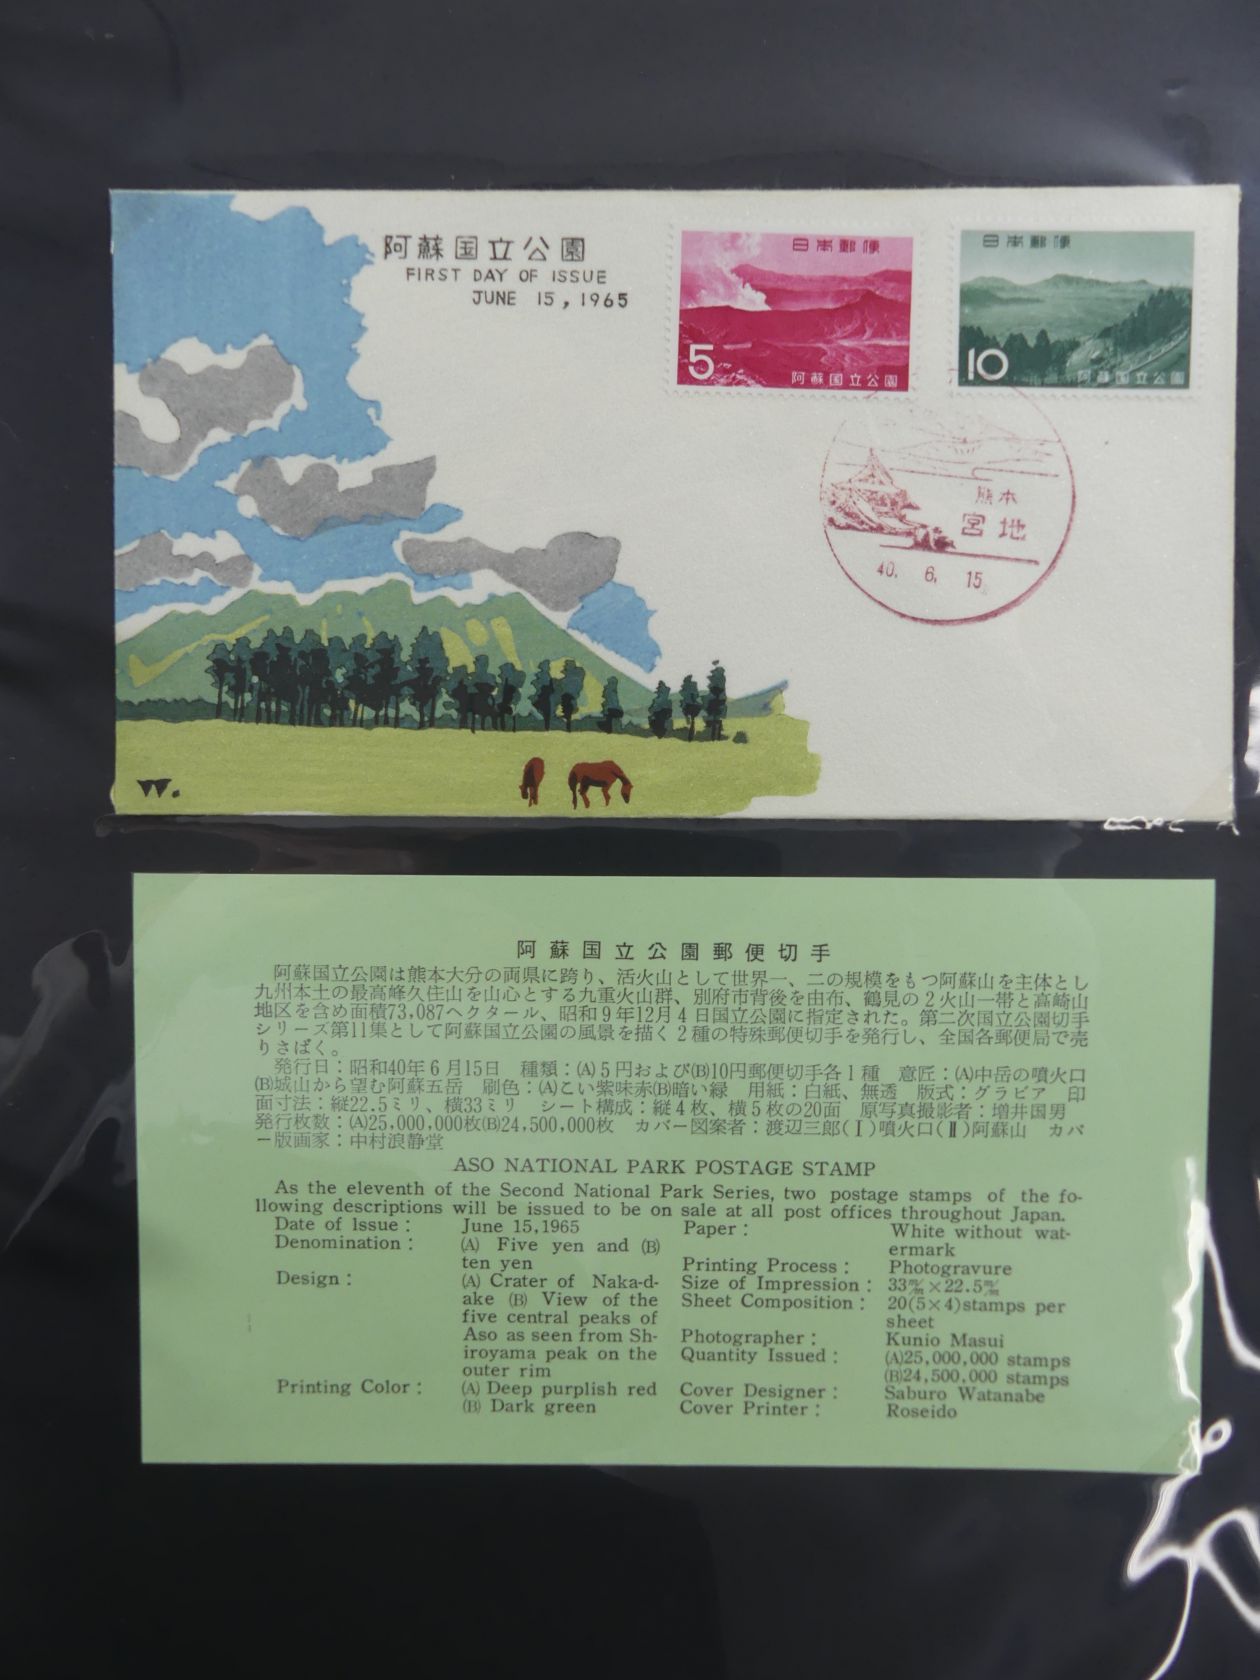 阿蘇国立公園
FIRST DAY OF ISSUE
JUNE 15, 1965
日本郵便
5
阿蘇国立公園
日本郵便
10
阿蘇国立公園
熊本
宮地
40. 6. 15
W.
阿蘇国立公園郵便切手
阿蘇国立公園は熊本大分の両県に跨り、活火山として世界一、二の規模をもつ阿蘇山を主体とし
九州本土の最高峰久住山を山心とする九重火山群、別府市背後を由布、鶴見の2火山一帯と高崎山
地区を含め面積73,087ヘクタール、昭和9年12月4日国立公園に指定された。第二次国立公園切手
シリーズ第11集として阿蘇国立公園の風景を描く2種の特殊郵便切手を発行し、全国各郵便局で売
りさばく。
発行日：昭和40年6月15日 種類：(A)5円および(B)10円郵便切手各1種 意匠：(A)中岳の噴火口
(B)城山から望む阿蘇五岳 刷色：(A)こい紫味赤(B)暗い緑 用紙：白紙、無透 版式：グラビア 印
面寸法：縦22.5ミリ、横33ミリ シート構成：縦4枚、横5枚の20面 原写真撮影者：増井国男
発行枚数：(A)25,000,000枚(B)24,500,000枚 カバー図案者：渡辺三郎(Ⅰ)噴火口(Ⅱ)阿蘇山 カバ
ー版画家：中村浪静堂
ASO NATIONAL PARK POSTAGE STAMP
As the eleventh of the Second National Park Series, two postage stamps of the fo-
llowing descriptions will be issued to be on sale at all post offices throughout Japan.
Date of Issue : June 15,1965
Denomination : (A) Five yen and (B)
ten yen
Design : (A) Crater of Naka-d-
ake (B) View of the
five central peaks of
Aso as seen from Sh-
iroyama peak on the
outer rim
Printing Color : (A) Deep purplish red
(B) Dark green
Paper : White without wat-
ermark
Printing Process : Photogravure
Size of Impression : 33m/m×22.5m/m
Sheet Composition : 20(5×4)stamps per
sheet
Photographer : Kunio Masui
Quantity Issued : (A)25,000,000 stamps
(B)24,500,000 stamps
Cover Designer : Saburo Watanabe
Cover Printer : Roseido